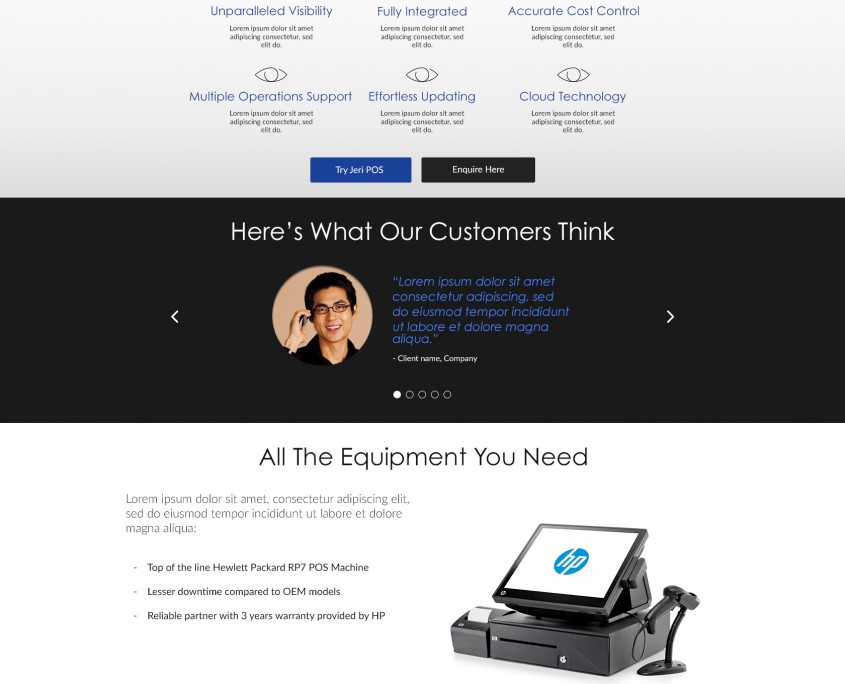 Unparalleled Visibility
Fully Integrated
Accurate Cost Control
Lorem ipsum dolor sit amet
adipiscing consectetur, sed
elit do.
Lorem ipsum dolor sit amet
adipiscing consectetur, sed
elit do.
Lorem ipsum dolor sit amet
adipiscing consectetur, sed
elit do.
Multiple Operations Support
Effortless Updating
Cloud Technology
Lorem ipsum dolor sit amet
adipiscing consectetur, sed
elit do.
Lorem ipsum dolor sit amet
adipiscing consectetur, sed
elit do.
Lorem ipsum dolor sit amet
adipiscing consectetur, sed
elit do.
Try Jeri POS
Enquire Here
Here’s What Our Customers Think
“Lorem ipsum dolor sit amet
consectetur adipiscing, sed
do eiusmod tempor incididunt
ut labore et dolore magna
aliqua.”
- Client name, Company
All The Equipment You Need
Lorem ipsum dolor sit amet, consectetur adipiscing elit,
sed do eiusmod tempor incididunt ut labore et dolore
magna aliqua:
- Top of the line Hewlett Packard RP7 POS Machine
- Lesser downtime compared to OEM models
- Reliable partner with 3 years warranty provided by HP
hp